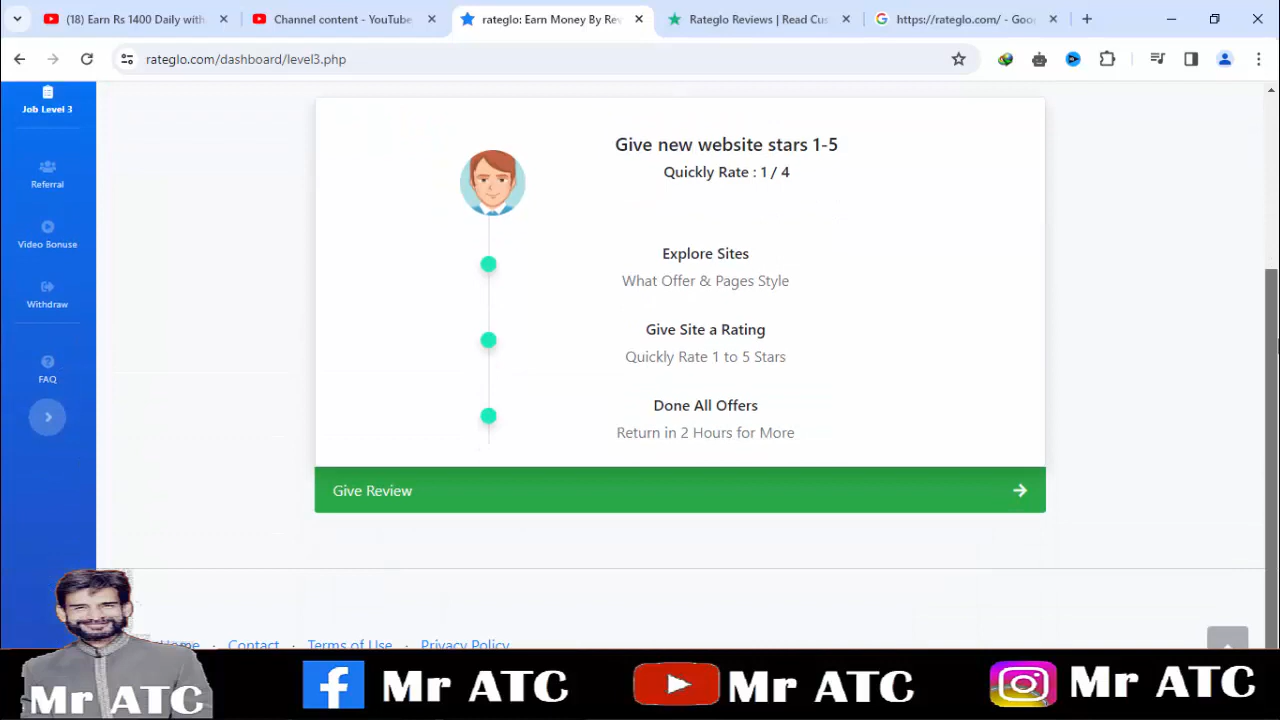 (18) Earn Rs 1400 Daily with
Channel content - YouTube
rateglo: Earn Money By Rev
Rateglo Reviews | Read Cus
https://rateglo.com/ - Goo
rateglo.com/dashboard/level3.php
Job Level 3
Referral
Video Bonuse
Withdraw
FAQ
Give new website stars 1-5
Quickly Rate : 1 / 4
Explore Sites
What Offer & Pages Style
Give Site a Rating
Quickly Rate 1 to 5 Stars
Done All Offers
Return in 2 Hours for More
Give Review
Home · Contact · Terms of Use · Privacy Policy
Mr ATC
Mr ATC
Mr ATC
Mr ATC